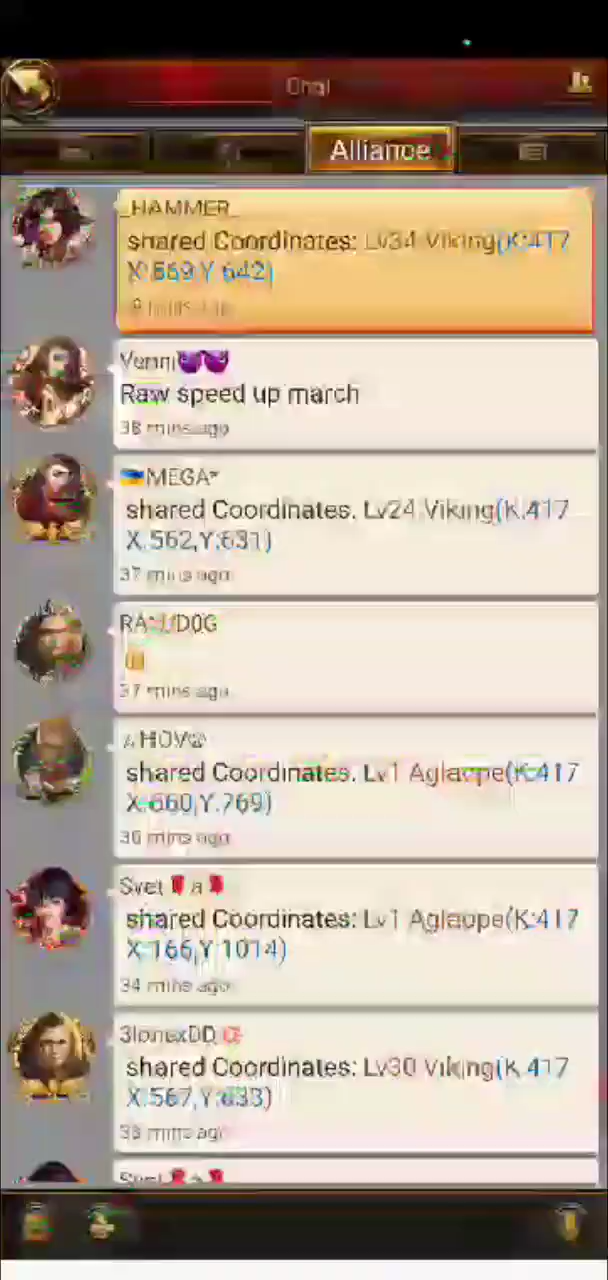 Chat
Alliance
_HAMMER_
shared Coordinates: Lv34 Viking(K:417
X:569,Y:642)
Venni
Raw speed up march
38 mins ago
MEGA*
shared Coordinates: Lv24 Viking(K:417
X:562,Y:631)
37 mins ago
37 mins ago
shared Coordinates: Lv1 Aglaope(K:417
X:660,Y:769)
36 mins ago
Svet a
shared Coordinates: Lv1 Aglaope(K:417
X:166,Y:1014)
34 mins ago
shared Coordinates: Lv30 Viking(K:417
X:567,Y:633)
33 mins ago
Svet a